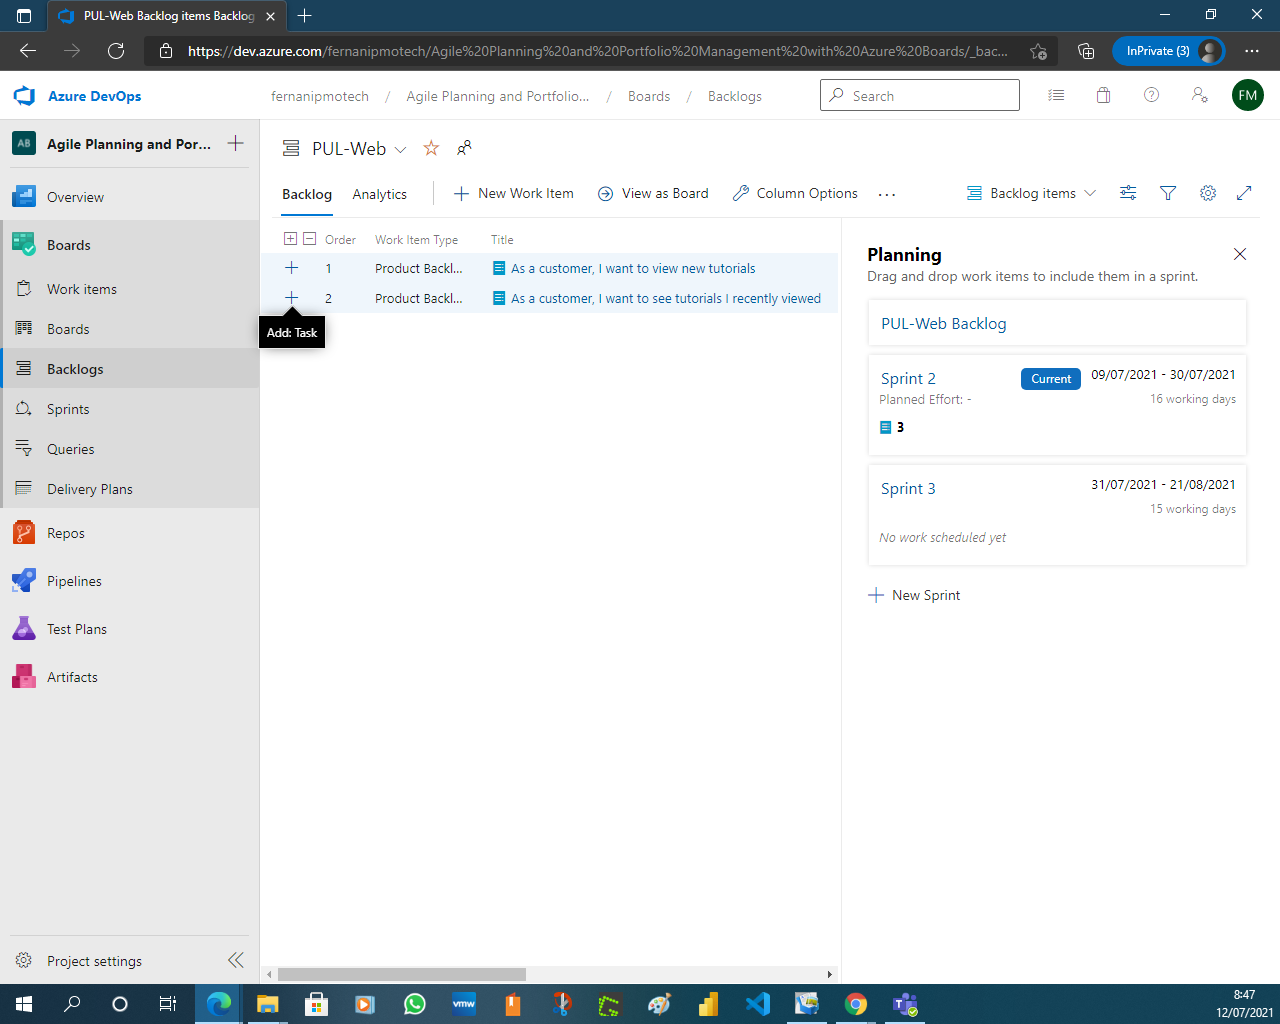 PUL-Web Backlog items Backlog
https://dev.azure.com/fernanipmotech/Agile%20Planning%20and%20Portfolio%20Management%20with%20Azure%20Boards/_bac...
InPrivate (3)
Azure DevOps
fernanipmotech / Agile Planning and Portfolio... / Boards / Backlogs
Search
FM
AB
Agile Planning and Por...
Overview
Boards
Work items
Boards
Backlogs
Sprints
Queries
Delivery Plans
Repos
Pipelines
Test Plans
Artifacts
Project settings
PUL-Web
Backlog
Analytics
New Work Item
View as Board
Column Options
Backlog items
Order
Work Item Type
Title
1
Product Backl...
As a customer, I want to view new tutorials
2
Product Backl...
As a customer, I want to see tutorials I recently viewed
Add: Task
Planning
Drag and drop work items to include them in a sprint.
PUL-Web Backlog
Sprint 2
Current
09/07/2021 - 30/07/2021
Planned Effort: -
16 working days
3
Sprint 3
31/07/2021 - 21/08/2021
15 working days
No work scheduled yet
New Sprint
vmw
8:47
12/07/2021